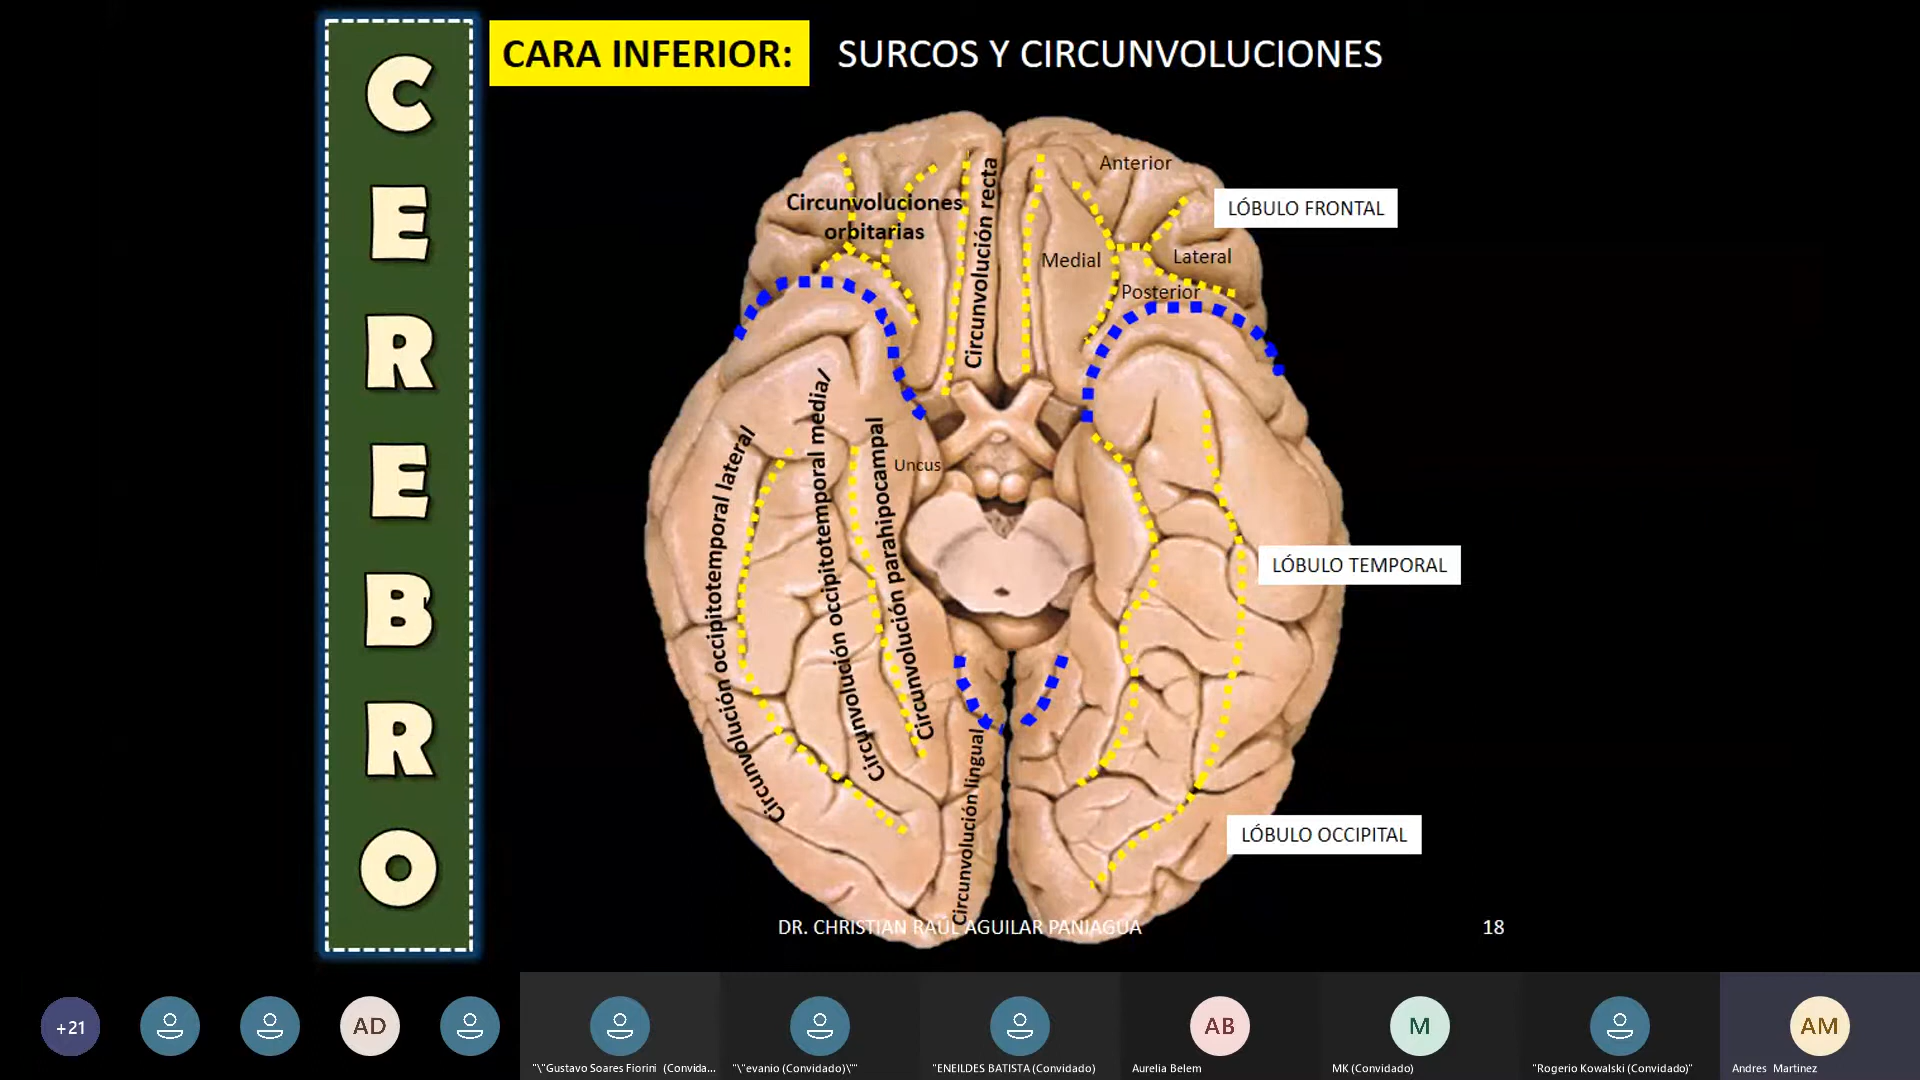 CEREBRO
CARA INFERIOR:
SURCOS Y CIRCUNVOLUCIONES
Circunvoluciones
orbitarias
Circunvolución recta
Anterior
Medial
Lateral
Posterior
LÓBULO FRONTAL
Circunvolución occipitotemporal lateral
Circunvolución occipitotemporal medial
Circunvolución parahipocampal
Uncus
LÓBULO TEMPORAL
Circunvolución lingual
LÓBULO OCCIPITAL
DR. CHRISTIAN RAÚL AGUILAR PANIAGUA
18
+21
AD
AB
M
AM
"\"Gustavo Soares Fiorini (Convida...
"\"evanio (Convidado)\""
"ENEILDES BATISTA (Convidado)
Aurelia Belem
MK (Convidado)
"Rogerio Kowalski (Convidado)"
Andres Martinez